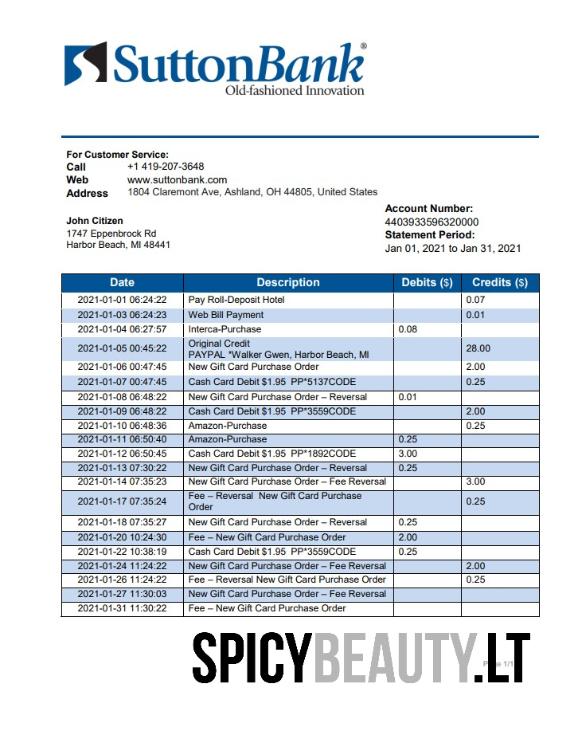 SuttonBank®
Old-fashioned Innovation
For Customer Service:
Call +1 419-207-3648
Web www.suttonbank.com
Address 1804 Claremont Ave, Ashland, OH 44805, United States
Account Number:
4403933596320000
Statement Period:
Jan 01, 2021 to Jan 31, 2021
John Citizen
1747 Eppenbrock Rd
Harbor Beach, MI 48441
Date Description Debits ($) Credits ($)
2021-01-01 06:24:22 Pay Roll-Deposit Hotel 0.07
2021-01-03 06:24:23 Web Bill Payment 0.01
2021-01-04 06:27:57 Interca-Purchase 0.08
2021-01-05 00:45:22 Original Credit
PAYPAL *Walker Gwen, Harbor Beach, MI 28.00
2021-01-06 00:47:45 New Gift Card Purchase Order 2.00
2021-01-07 00:47:45 Cash Card Debit $1.95 PP*5137CODE 0.25
2021-01-08 06:48:22 New Gift Card Purchase Order – Reversal 0.01
2021-01-09 06:48:22 Cash Card Debit $1.95 PP*3559CODE 2.00
2021-01-10 06:48:36 Amazon-Purchase 0.25
2021-01-11 06:50:40 Amazon-Purchase 0.25
2021-01-12 06:50:45 Cash Card Debit $1.95 PP*1892CODE 3.00
2021-01-13 07:30:22 New Gift Card Purchase Order – Reversal 0.25
2021-01-14 07:35:23 New Gift Card Purchase Order – Fee Reversal 3.00
2021-01-17 07:35:24 Fee – Reversal New Gift Card Purchase
Order 0.25
2021-01-18 07:35:27 New Gift Card Purchase Order – Reversal 0.25
2021-01-20 10:24:30 Fee – New Gift Card Purchase Order 2.00
2021-01-22 10:38:19 Cash Card Debit $1.95 PP*3559CODE 0.25
2021-01-24 11:24:22 New Gift Card Purchase Order – Fee Reversal 2.00
2021-01-26 11:24:22 Fee – Reversal New Gift Card Purchase Order 0.25
2021-01-27 11:30:03 New Gift Card Purchase Order – Fee Reversal
2021-01-31 11:30:22 Fee – New Gift Card Purchase Order
SPICYBEAUTY.LT